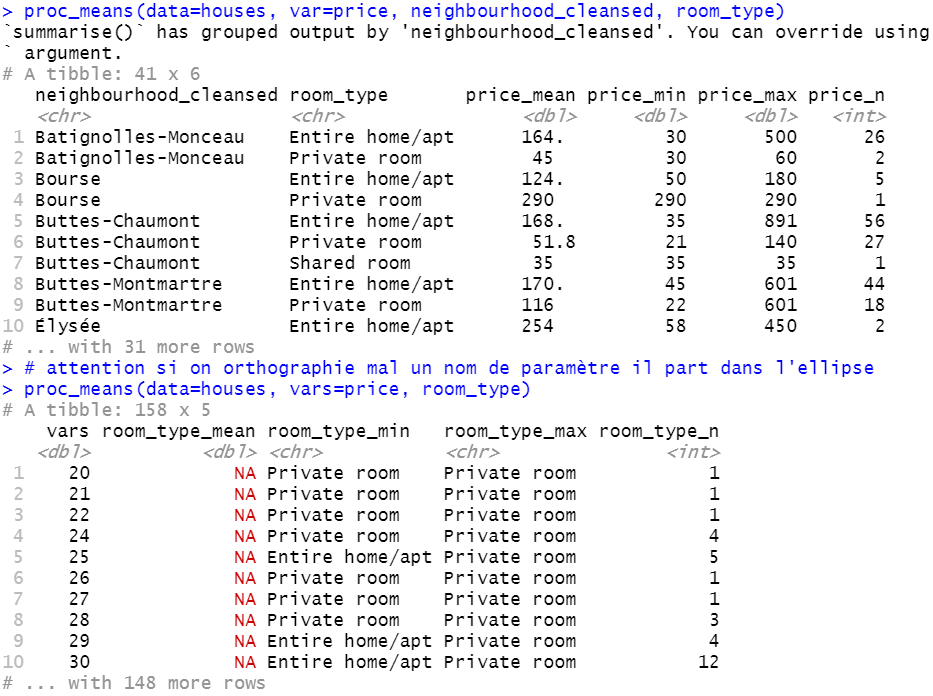 > proc_means(data=houses, var=price, neighbourhood_cleansed, room_type)
`summarise()` has grouped output by 'neighbourhood_cleansed'. You can override using
` argument.
# A tibble: 41 x 6
   neighbourhood_cleansed room_type       price_mean price_min price_max price_n
   <chr>                  <chr>                <dbl>     <dbl>     <dbl>   <int>
 1 Batignolles-Monceau    Entire home/apt      164.         30       500      26
 2 Batignolles-Monceau    Private room          45          30        60       2
 3 Bourse                 Entire home/apt      124.         50       180       5
 4 Bourse                 Private room         290         290       290       1
 5 Buttes-Chaumont        Entire home/apt      168.         35       891      56
 6 Buttes-Chaumont        Private room          51.8        21       140      27
 7 Buttes-Chaumont        Shared room           35          35        35       1
 8 Buttes-Montmartre      Entire home/apt      170.         45       601      44
 9 Buttes-Montmartre      Private room         116          22       601      18
10 Élysée                 Entire home/apt      254          58       450       2
# ... with 31 more rows
> # attention si on orthographie mal un nom de paramètre il part dans l'ellipse
> proc_means(data=houses, vars=price, room_type)
# A tibble: 158 x 5
    vars room_type_mean room_type_min   room_type_max room_type_n
   <dbl>          <dbl> <chr>           <chr>               <int>
 1    20             NA Private room    Private room            1
 2    21             NA Private room    Private room            1
 3    22             NA Private room    Private room            1
 4    24             NA Private room    Private room            4
 5    25             NA Entire home/apt Private room            5
 6    26             NA Private room    Private room            1
 7    27             NA Private room    Private room            1
 8    28             NA Private room    Private room            3
 9    29             NA Entire home/apt Private room            4
10    30             NA Entire home/apt Private room           12
# ... with 148 more rows